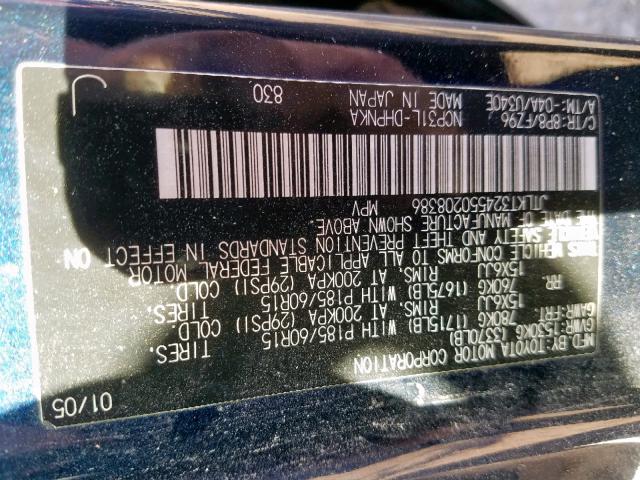 MFD BY: TOYOTA MOTOR CORPORATION 01/05
GVWR: 1530KG (3370LB)
GAWR:FRT 780KG (1715LB) WITH P185/60R15 TIRES.
15X6JJ RIMS. AT 200KPA (29PSI) COLD.
RR. 760KG (1675LB) WITH P185/60R15 TIRES.
15X6JJ RIMS. AT 200KPA (29PSI) COLD.
THIS VEHICLE CONFORMS TO ALL APPLICABLE FEDERAL MOTOR
VEHICLE SAFETY AND THEFT PREVENTION STANDARDS IN EFFECT ON
THE DATE OF MANUFACTURE SHOWN ABOVE.
JTLKT324550208386 MPV
C/TR: 8P8/FZ96 NCP31L-DHPNKA
A/TM: -04A/U340E MADE IN JAPAN 830 J